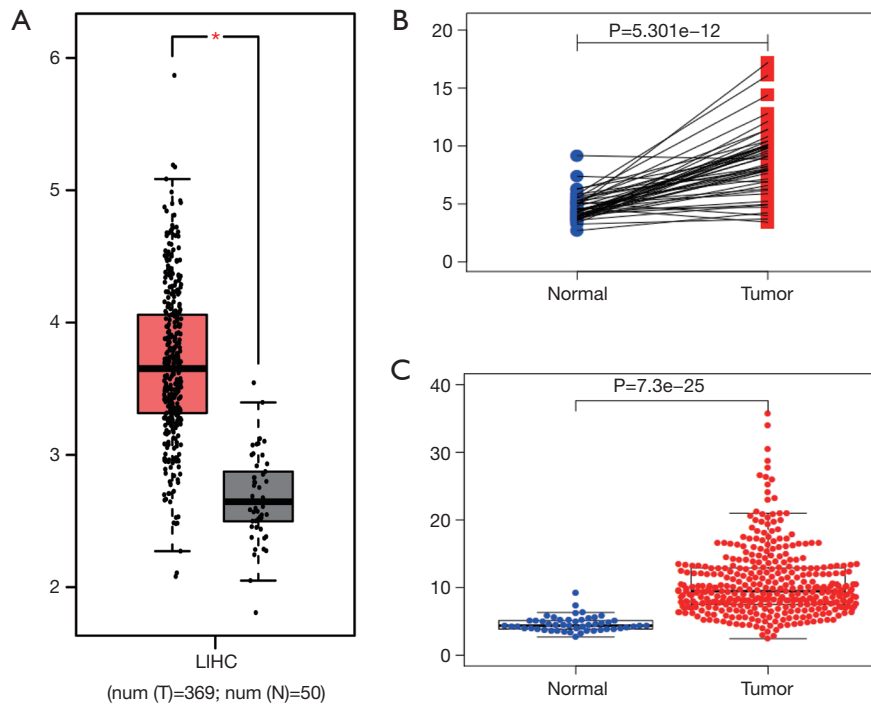 A
*
6
5
4
3
2
LIHC
(num (T)=369; num (N)=50)
B
P=5.301e−12
20
15
10
5
0
Normal Tumor
C
P=7.3e−25
40
30
20
10
0
Normal Tumor